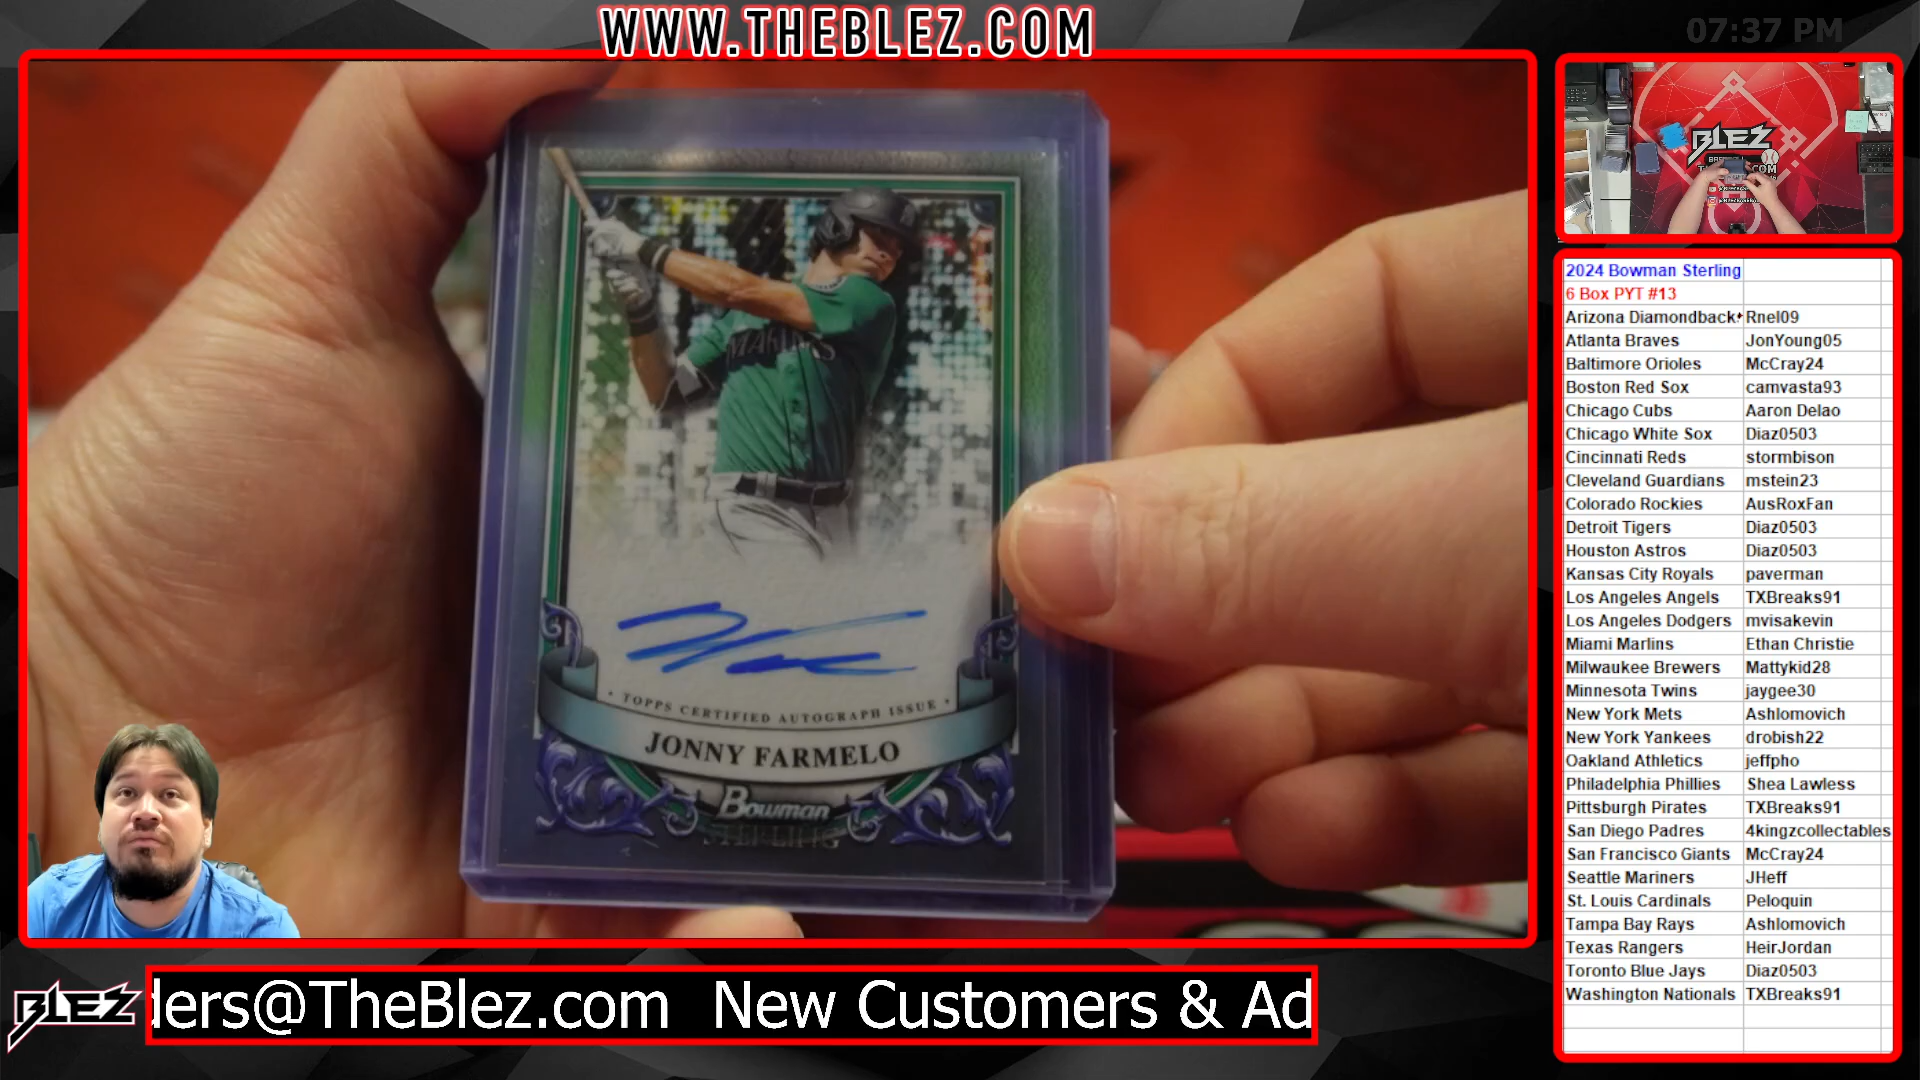 WWW.THEBLEZ.COM
07:37 PM
BLEZ
MARINERS
TOPPS CERTIFIED AUTOGRAPH ISSUE
JONNY FARMELO
Bowman
STERLING
2024 Bowman Sterling
6 Box PYT #13
Arizona Diamondback Rnel09
Atlanta Braves JonYoung05
Baltimore Orioles McCray24
Boston Red Sox camvasta93
Chicago Cubs Aaron Delao
Chicago White Sox Diaz0503
Cincinnati Reds stormbison
Cleveland Guardians mstein23
Colorado Rockies AusRoxFan
Detroit Tigers Diaz0503
Houston Astros Diaz0503
Kansas City Royals paverman
Los Angeles Angels TXBreaks91
Los Angeles Dodgers mvisakevin
Miami Marlins Ethan Christie
Milwaukee Brewers Mattykid28
Minnesota Twins jaygee30
New York Mets Ashlomovich
New York Yankees drobish22
Oakland Athletics jeffpho
Philadelphia Phillies Shea Lawless
Pittsburgh Pirates TXBreaks91
San Diego Padres 4kingzcollectables
San Francisco Giants McCray24
Seattle Mariners JHeff
St. Louis Cardinals Peloquin
Tampa Bay Rays Ashlomovich
Texas Rangers HeirJordan
Toronto Blue Jays Diaz0503
Washington Nationals TXBreaks91
BLEZ
ders@TheBlez.com New Customers & Ad